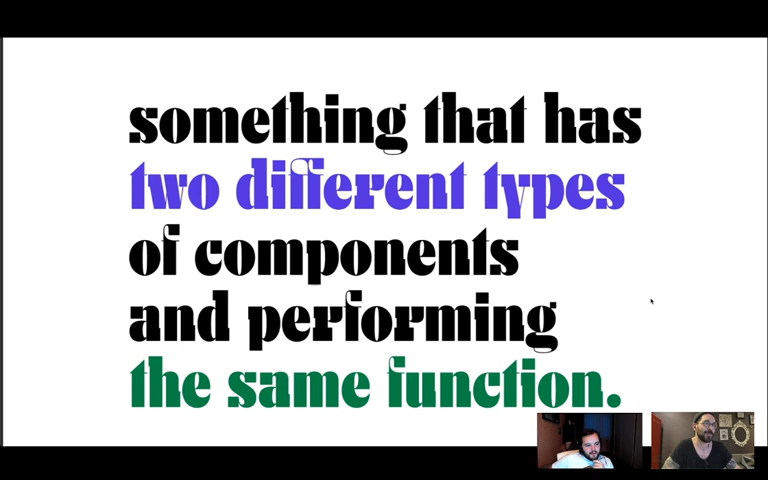 something that has
two different types
of components
and performing
the same function.